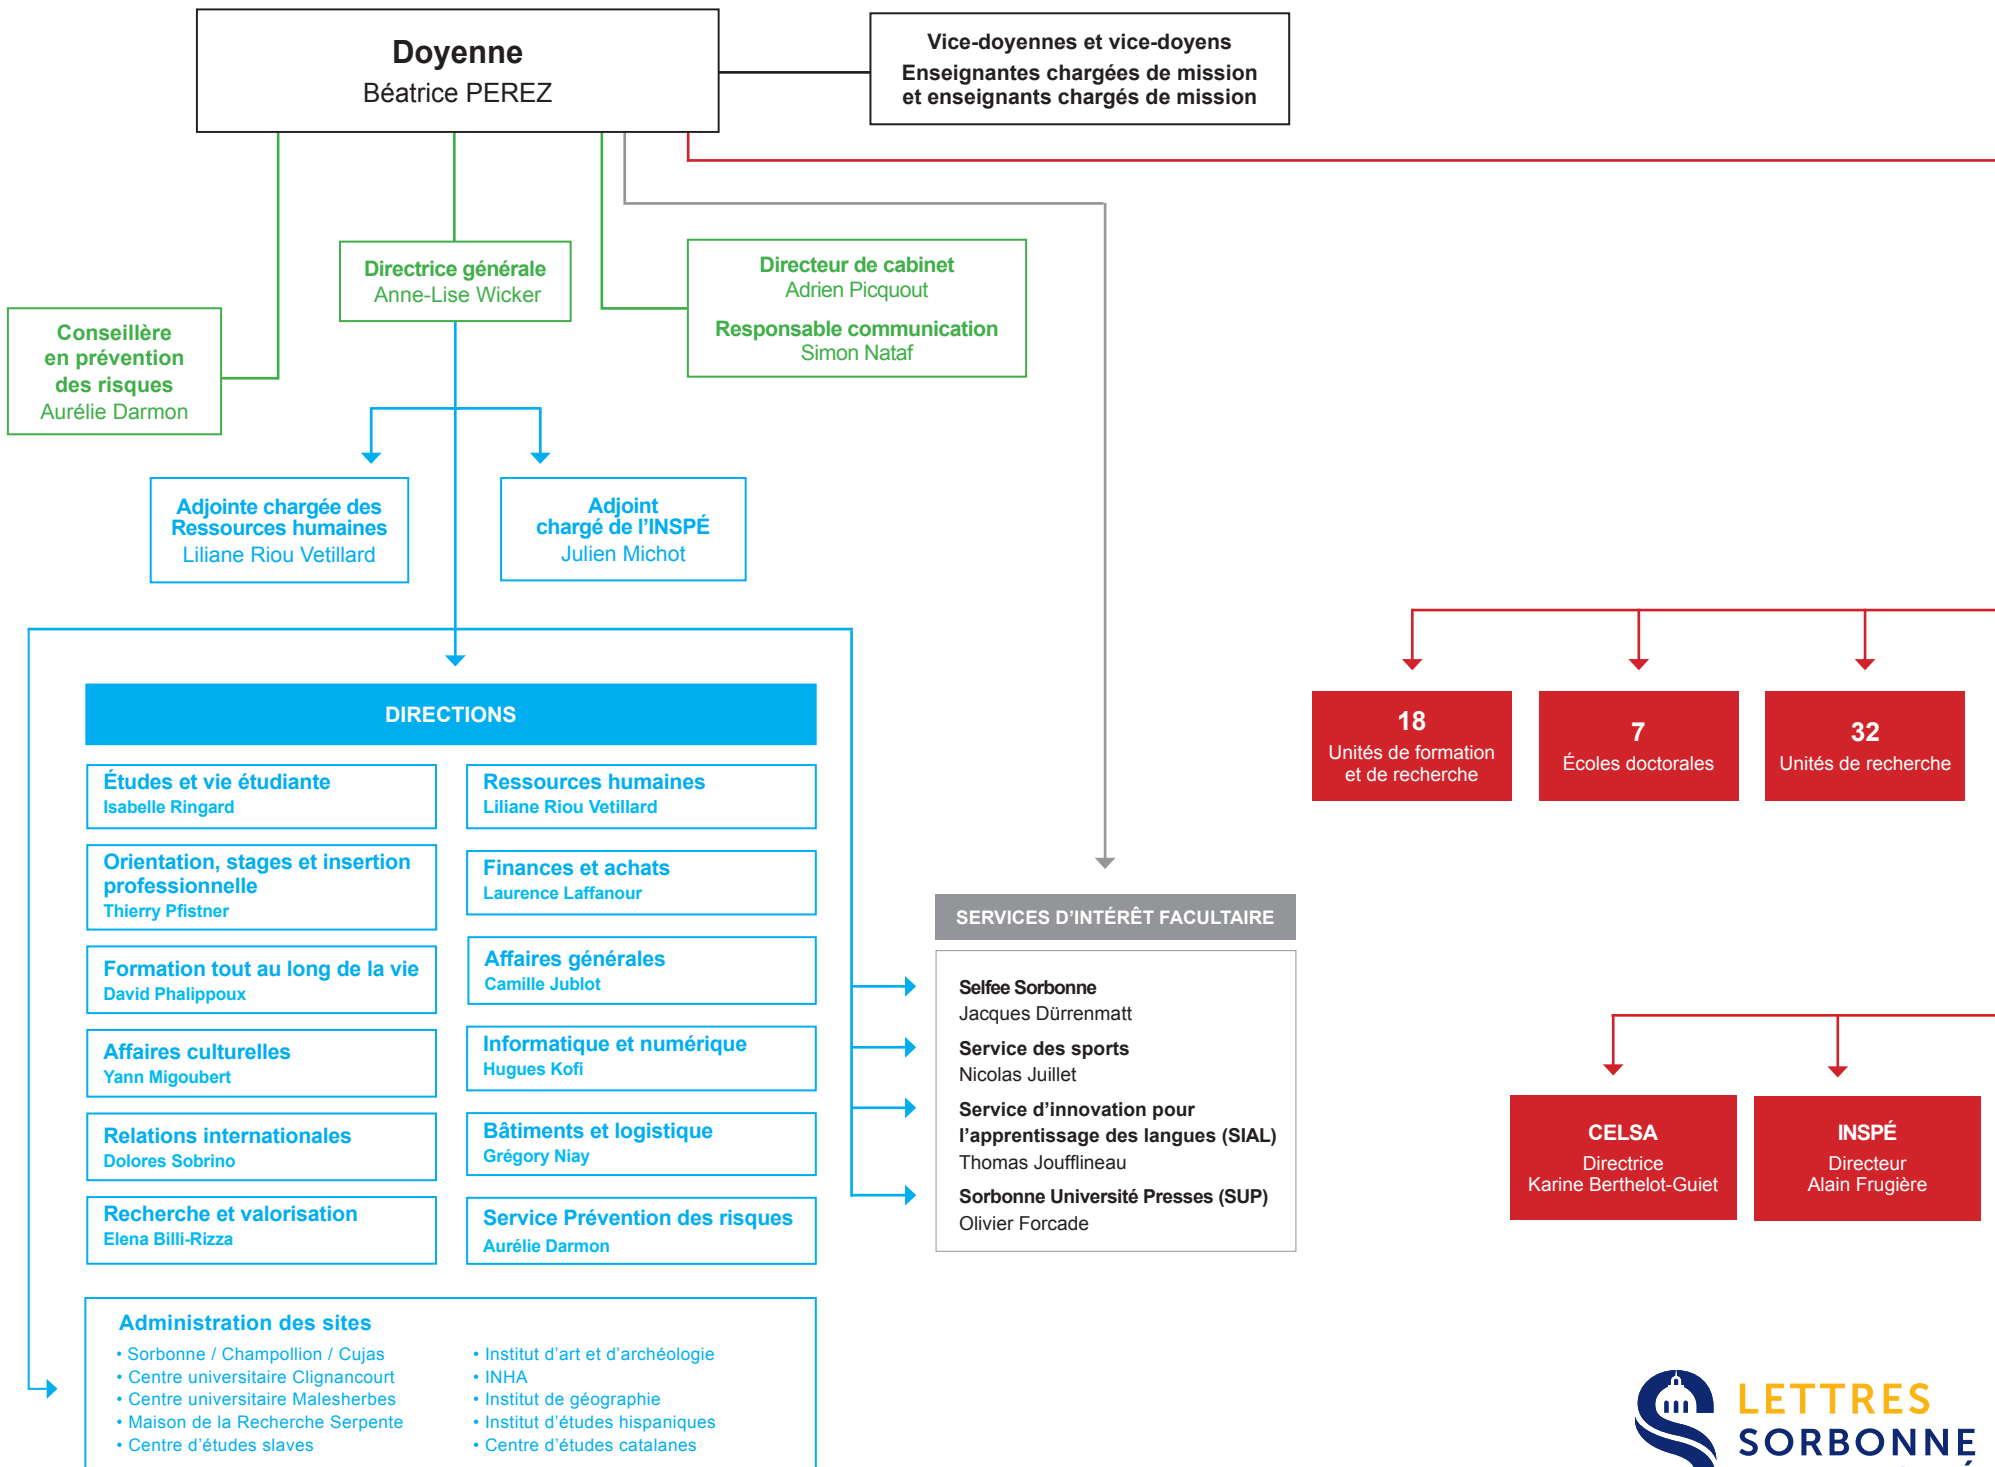 Doyenne
Béatrice PEREZ
Vice-doyennes et vice-doyens
Enseignantes chargées de mission
et enseignants chargés de mission
Directrice générale
Anne-Lise Wicker
Directeur de cabinet
Adrien Picquout
Responsable communication
Simon Nataf
Conseillère
en prévention
des risques
Aurélie Darmon
Adjointe chargée des
Ressources humaines
Liliane Riou Vetillard
Adjoint
chargé de l'INSPÉ
Julien Michot
DIRECTIONS
Études et vie étudiante
Isabelle Ringard
Orientation, stages et insertion
professionnelle
Thierry Pfistner
Formation tout au long de la vie
David Phalippoux
Affaires culturelles
Yann Migoubert
Relations internationales
Dolores Sobrino
Recherche et valorisation
Elena Billi-Rizza
Ressources humaines
Liliane Riou Vetillard
Finances et achats
Laurence Laffanour
Affaires générales
Camille Jublot
Informatique et numérique
Hugues Kofi
Bâtiments et logistique
Grégory Niay
Service Prévention des risques
Aurélie Darmon
Administration des sites
• Sorbonne / Champollion / Cujas
• Centre universitaire Clignancourt
• Centre universitaire Malesherbes
• Maison de la Recherche Serpente
• Centre d'études slaves
• Institut d'art et d'archéologie
• INHA
• Institut de géographie
• Institut d'études hispaniques
• Centre d'études catalanes
SERVICES D'INTÉRÊT FACULTAIRE
Selfee Sorbonne
Jacques Dürrenmatt
Service des sports
Nicolas Juillet
Service d'innovation pour
l'apprentissage des langues (SIAL)
Thomas Joufflineau
Sorbonne Université Presses (SUP)
Olivier Forcade
18
Unités de formation
et de recherche
7
Écoles doctorales
32
Unités de recherche
CELSA
Directrice
Karine Berthelot-Guiet
INSPÉ
Directeur
Alain Frugière
LETTRES
SORBONNE